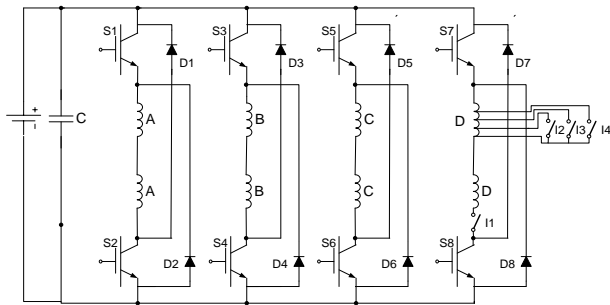 S1
S3
S5
S7
D1
D3
D5
D7
+
-
C
A
B
C
D
I2
I3
I4
A
B
C
D
I1
S2
S4
S6
S8
D2
D4
D6
D8